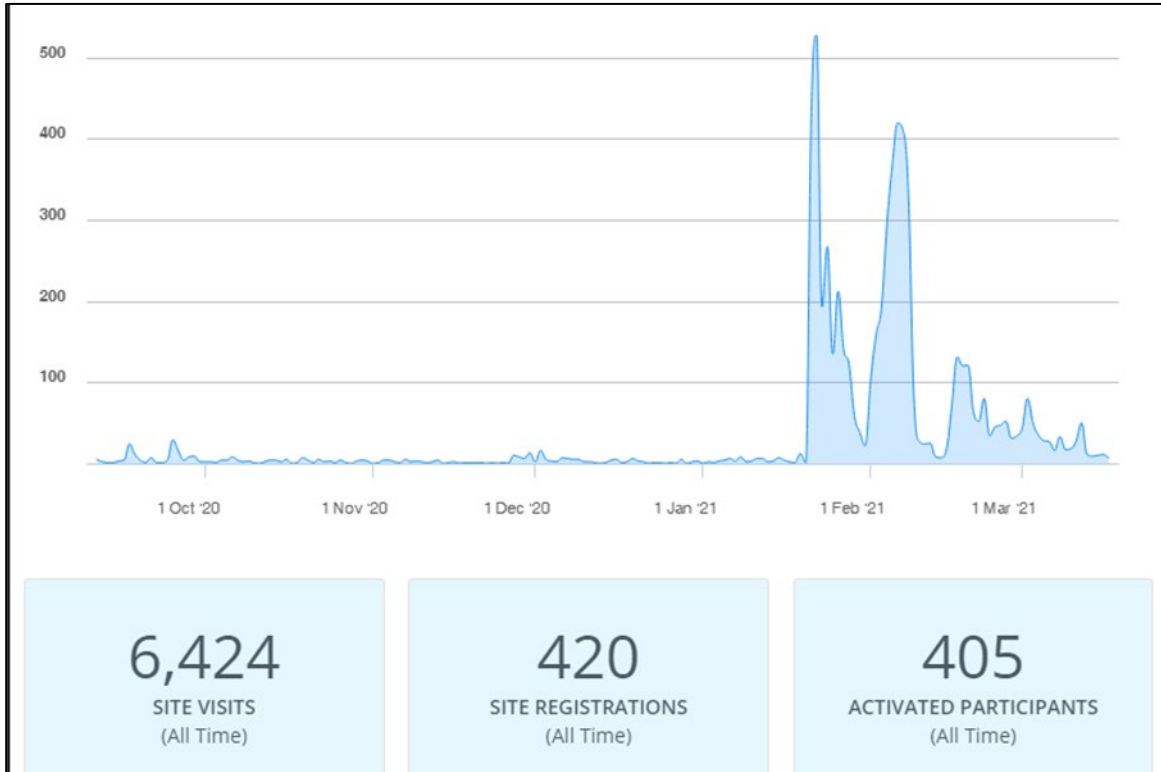 500
400
300
200
100
1 Oct '20 1 Nov '20 1 Dec '20 1 Jan '21 1 Feb '21 1 Mar '21
6,424 420 405
SITE VISITS SITE REGISTRATIONS ACTIVATED PARTICIPANTS
(All Time) (All Time) (All Time)